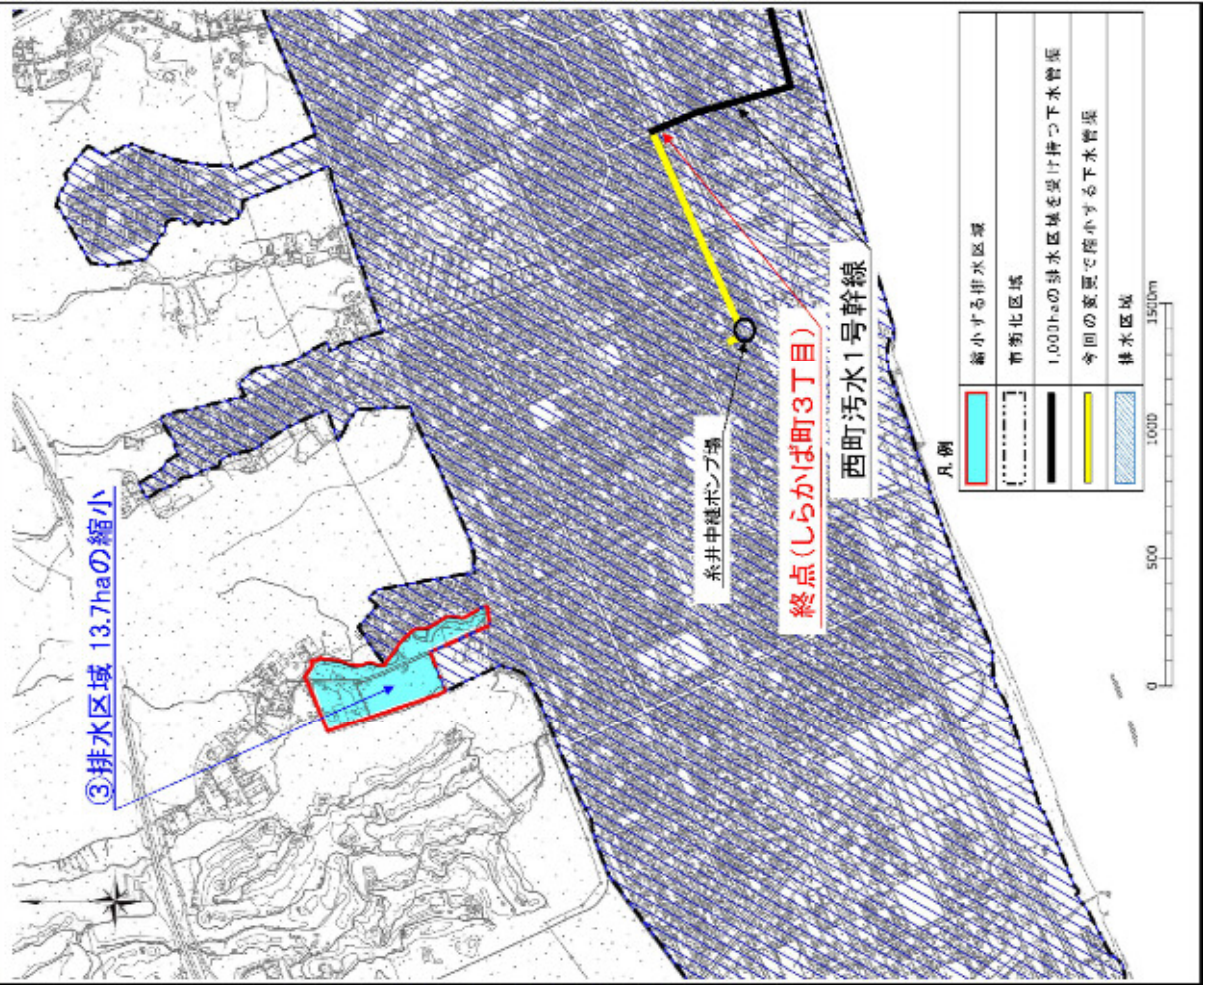 ③排水区域 13.7haの縮小
糸井中継ポンプ場
終点(しらかば町3丁目)
西町汚水1号幹線
凡例
縮小する排水区域
市街化区域
1,000haの排水区域を受け持つ下水管渠
今回の変更で縮小する下水管渠
排水区域
0
500
1000
1500m